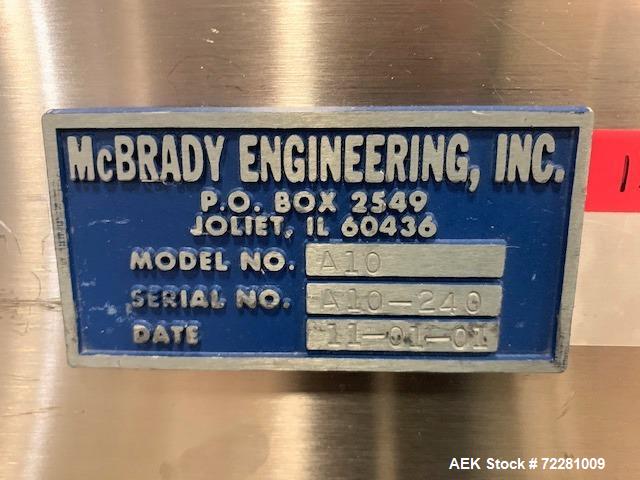 McBRADY ENGINEERING, INC.
P.O. BOX 2549
JOLIET, IL 60436
MODEL NO. A10
SERIAL NO. A10-240
DATE 11-01-01
1
AEK Stock # 72281009